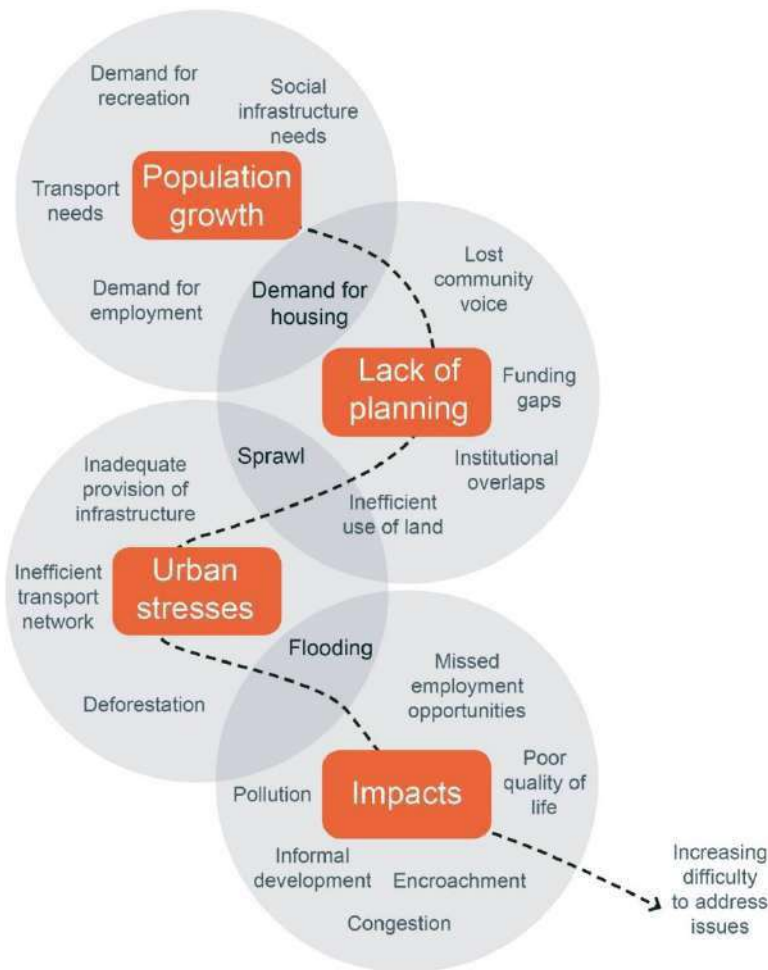 Demand for
recreation
Social
infrastructure
needs
Population
growth
Transport
needs
Demand for
employment
Demand for
housing
Lost
community
voice
Lack of
planning
Funding
gaps
Institutional
overlaps
Sprawl
Inefficient
use of land
Inadequate
provision of
infrastructure
Urban
stresses
Inefficient
transport
network
Deforestation
Flooding
Missed
employment
opportunities
Impacts
Poor
quality of
life
Pollution
Informal
development
Encroachment
Congestion
Increasing
difficulty
to address
issues